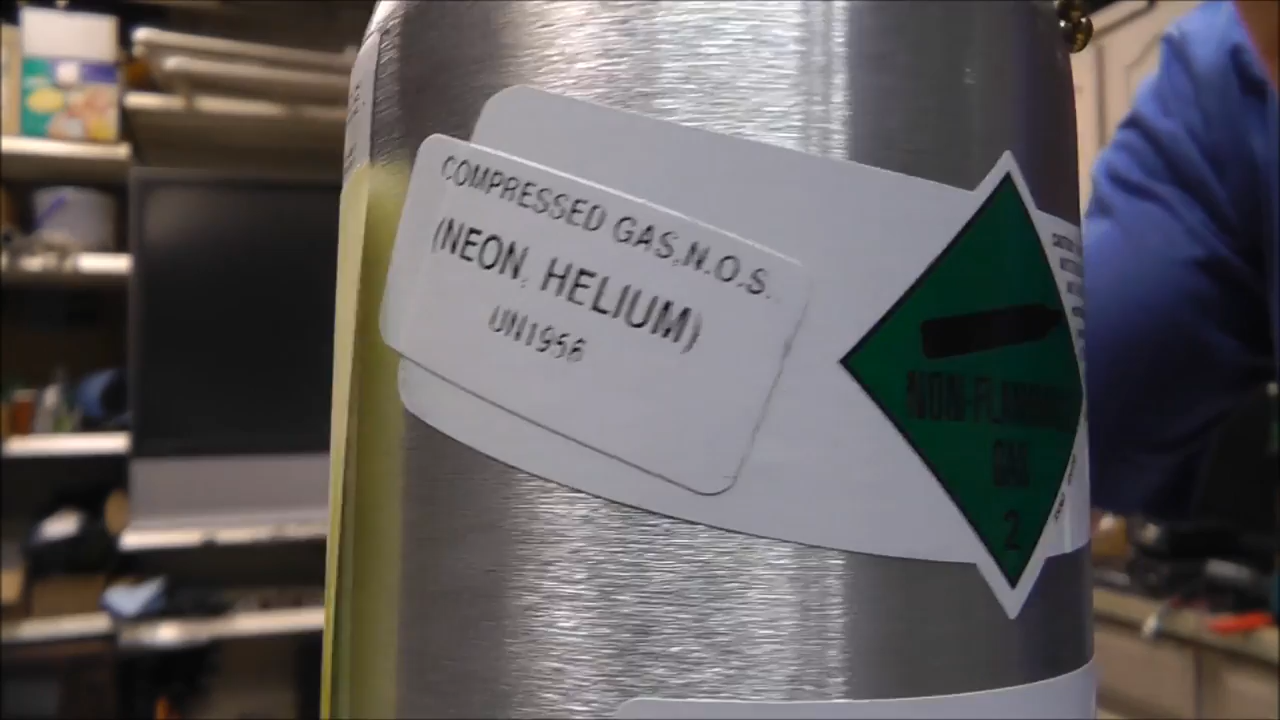 COMPRESSED GAS,N.O.S.
(NEON, HELIUM)
UN1956
NON-FLAMMABLE
GAS
2